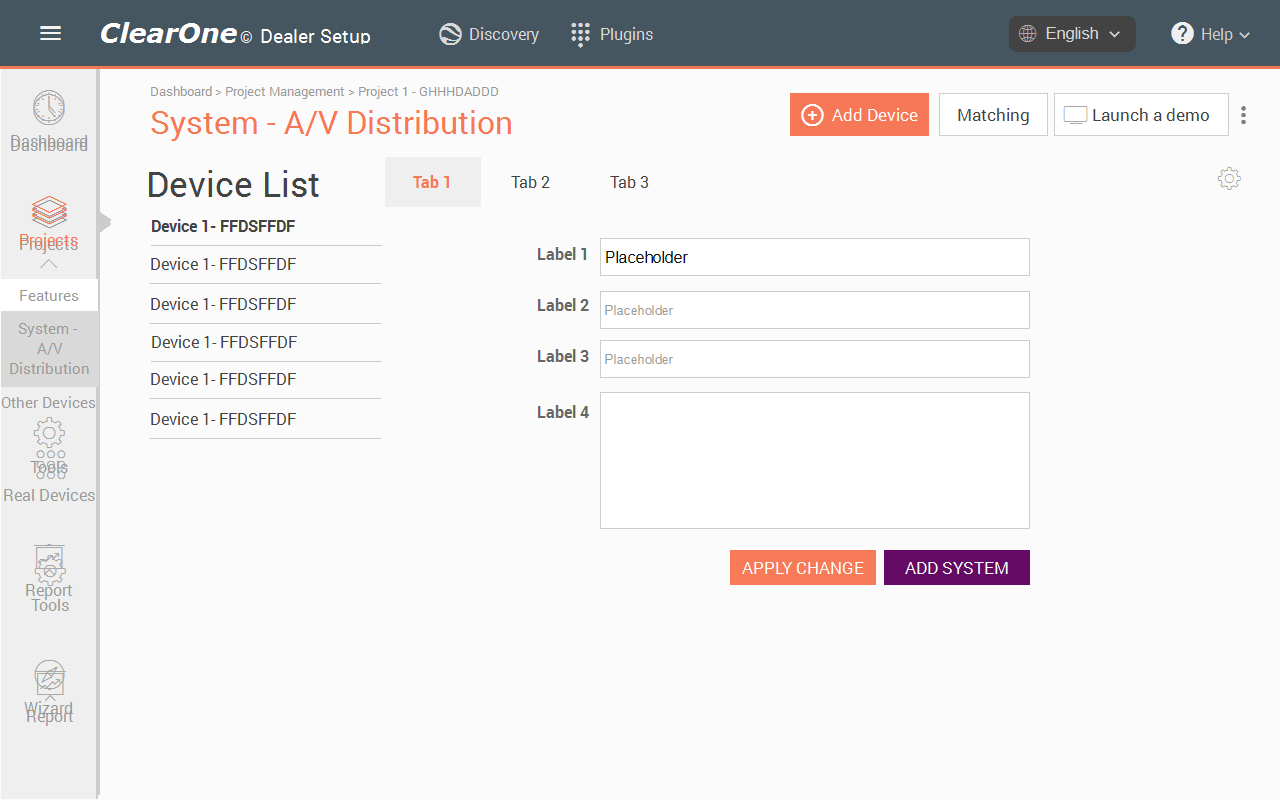 ClearOne © Dealer Setup
Discovery
Plugins
English
Help
Dashboard
Projects
Features
System -
A/V
Distribution
Other Devices
Tools
Real Devices
Report
Tools
Wizard
Report
Dashboard > Project Management > Project 1 - GHHHDADDD
System - A/V Distribution
Add Device
Matching
Launch a demo
Device List
Device 1- FFDSFFDF
Device 1- FFDSFFDF
Device 1- FFDSFFDF
Device 1- FFDSFFDF
Device 1- FFDSFFDF
Device 1- FFDSFFDF
Tab 1
Tab 2
Tab 3
Label 1
Placeholder
Label 2
Placeholder
Label 3
Placeholder
Label 4
APPLY CHANGE
ADD SYSTEM